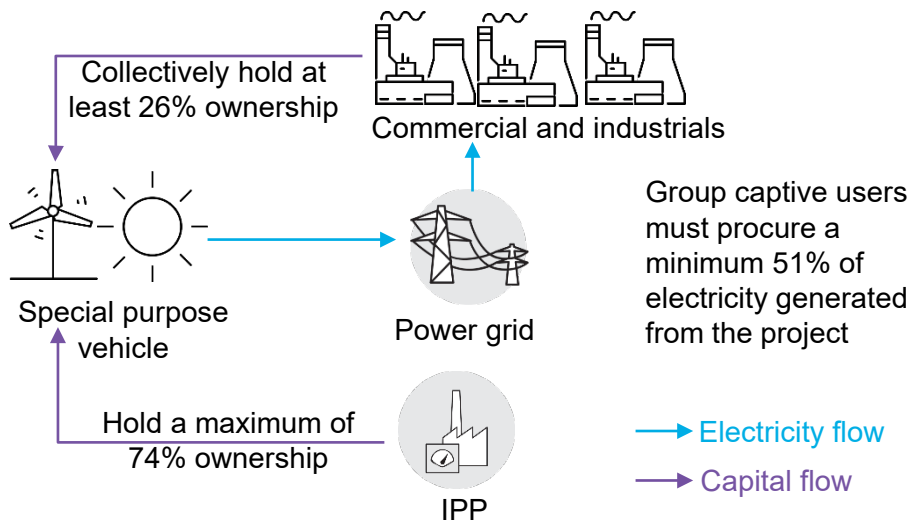 Collectively hold at
least 26% ownership
Commercial and industrials
Group captive users
must procure a
minimum 51% of
electricity generated
from the project
Special purpose
vehicle
Power grid
Hold a maximum of
74% ownership
IPP
Electricity flow
Capital flow